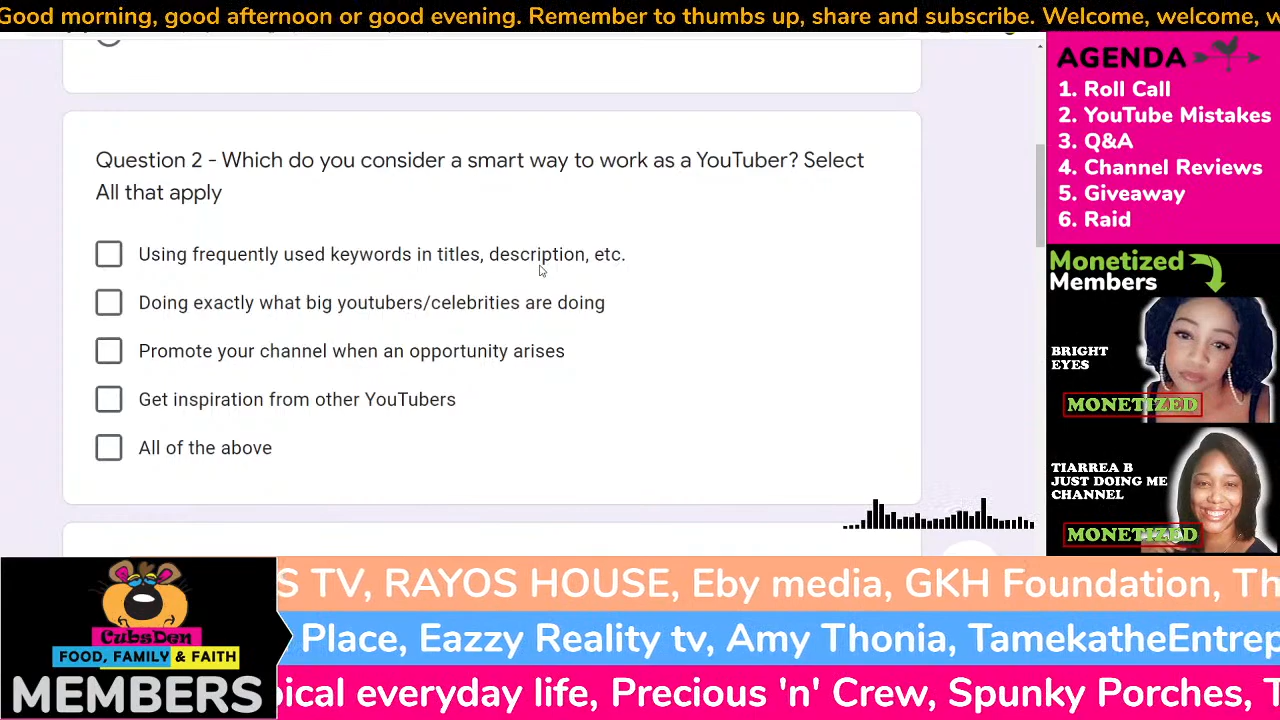 Good morning, good afternoon or good evening. Remember to thumbs up, share and subscribe. Welcome, welcome, w
AGENDA
1. Roll Call
2. YouTube Mistakes
3. Q&A
4. Channel Reviews
5. Giveaway
6. Raid
Question 2 - Which do you consider a smart way to work as a YouTuber? Select
All that apply
Using frequently used keywords in titles, description, etc.
Doing exactly what big youtubers/celebrities are doing
Promote your channel when an opportunity arises
Get inspiration from other YouTubers
All of the above
Monetized
Members
BRIGHT
EYES
MONETIZED
TIARREA B
JUST DOING ME
CHANNEL
MONETIZED
CubsDen
FOOD, FAMILY & FAITH
MEMBERS
S TV, RAYOS HOUSE, Eby media, GKH Foundation, Th
Place, Eazzy Reality tv, Amy Thonia, TamekatheEntrep
pical everyday life, Precious 'n' Crew, Spunky Porches, T